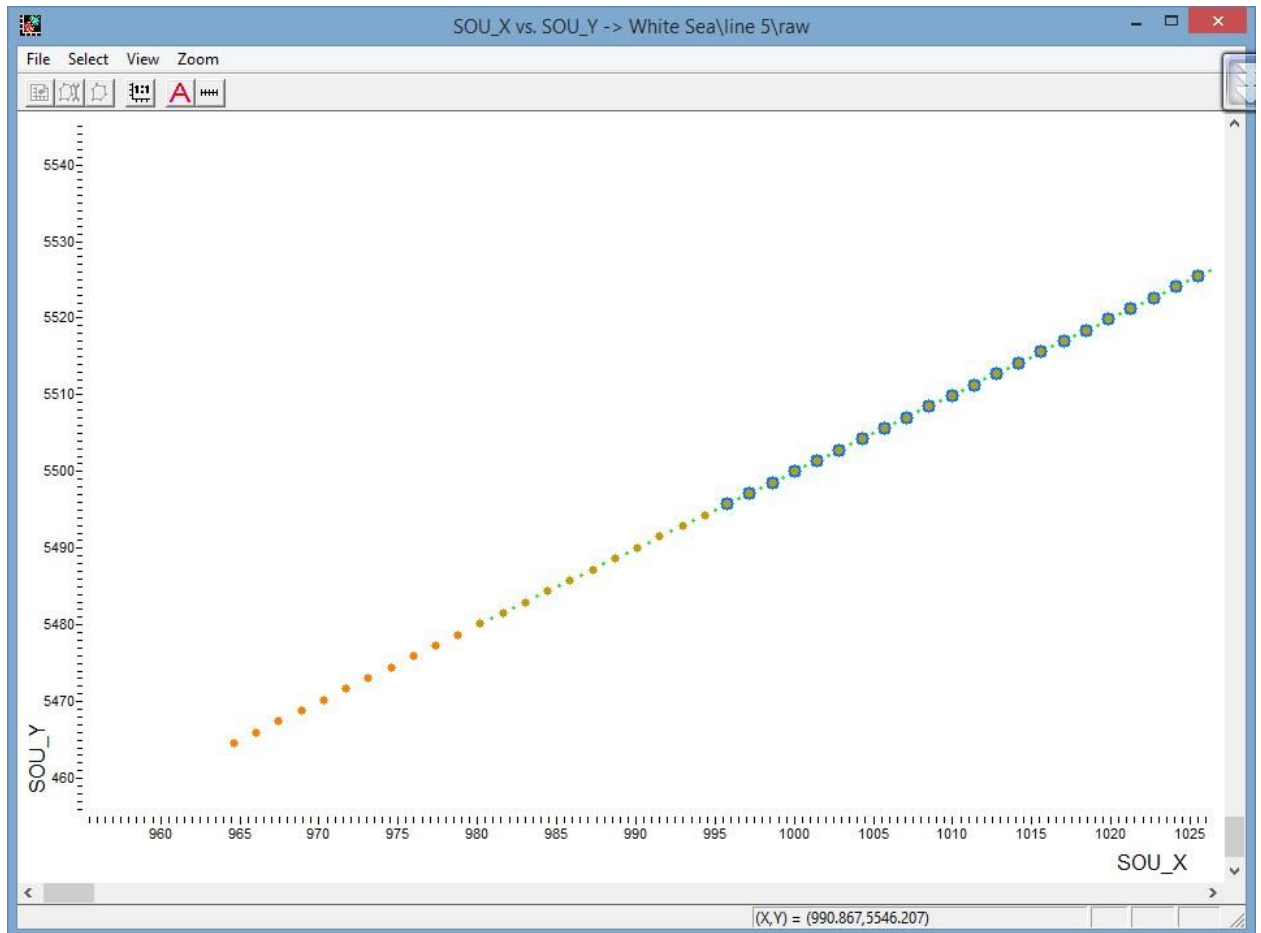 SOU_X vs. SOU_Y -> White Sea\line 5\raw
File Select View Zoom
1:1 A
5540
5530
5520
5510
5500
5490
5480
5470
460
SOU_Y
960 965 970 975 980 985 990 995 1000 1005 1010 1015 1020 1025
SOU_X
(X,Y) = (990.867,5546.207)